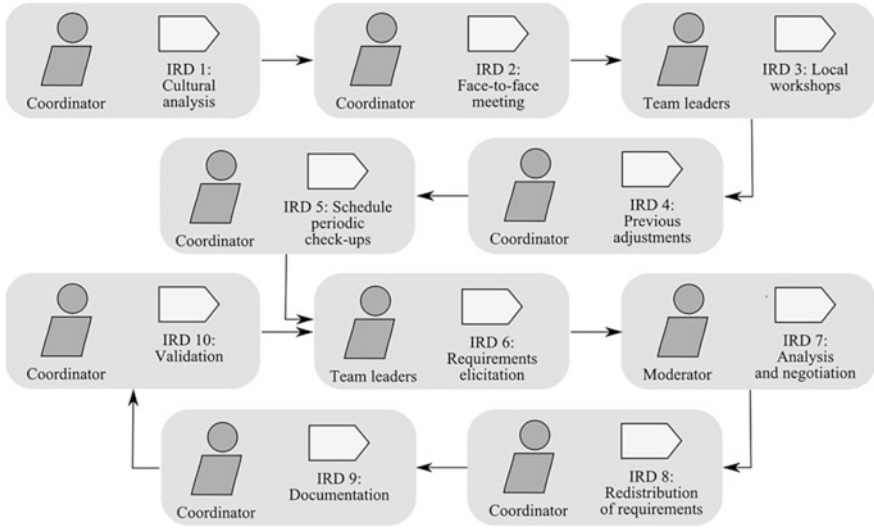 Coordinator
IRD 1:
Cultural
analysis
Coordinator
IRD 2:
Face-to-face
meeting
Team leaders
IRD 3: Local
workshops
Coordinator
IRD 4:
Previous
adjustments
Coordinator
IRD 5: Schedule
periodic
check-ups
Team leaders
IRD 6:
Requirements
elicitation
Moderator
IRD 7:
Analysis
and negotiation
Coordinator
IRD 8:
Redistribution
of requirements
Coordinator
IRD 9:
Documentation
Coordinator
IRD 10:
Validation